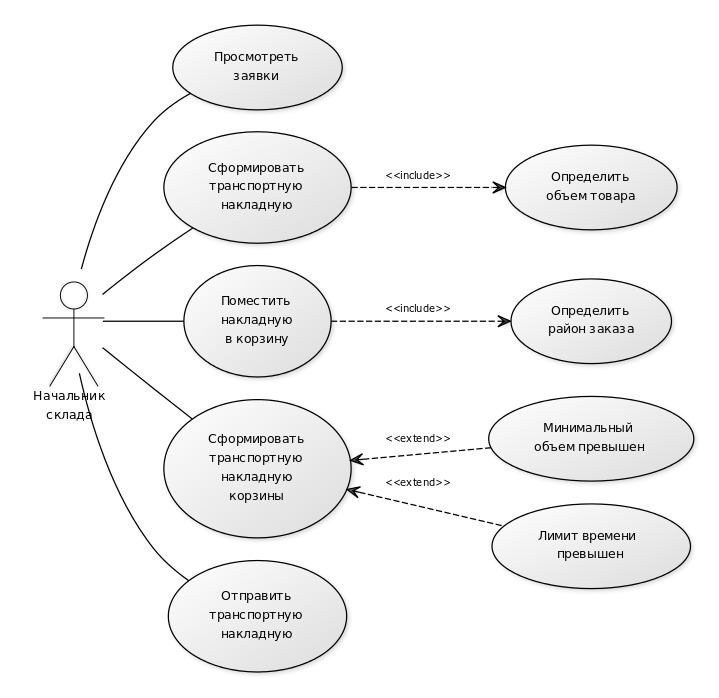 Просмотреть
заявки
Сформировать
транспортную
накладную
<<include>>
Определить
объем товара
Поместить
накладную
в корзину
<<include>>
Определить
район заказа
Начальник
склада
Сформировать
транспортную
накладную
корзины
<<extend>>
Минимальный
объем превышен
<<extend>>
Лимит времени
превышен
Отправить
транспортную
накладную